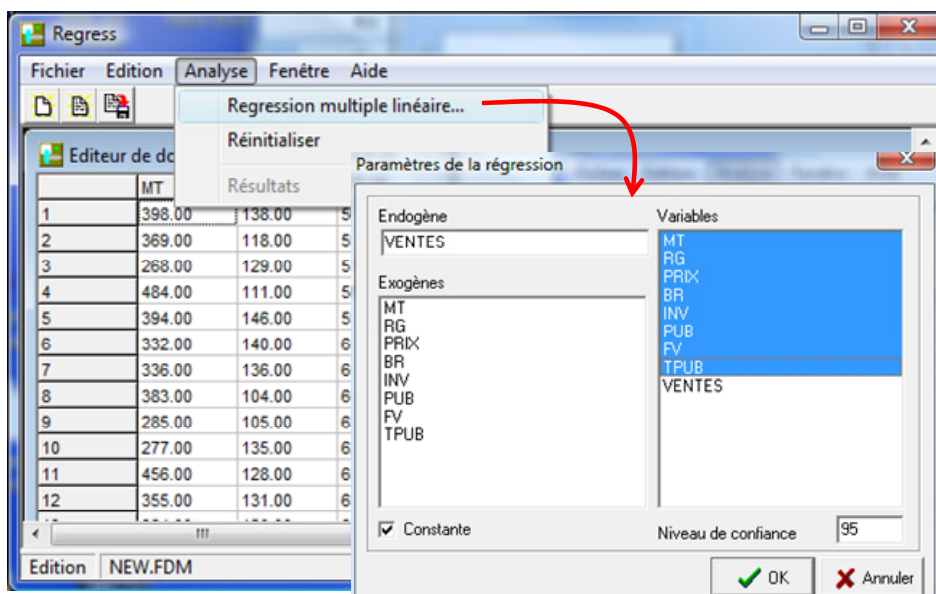 Regress
Fichier Edition Analyse Fenêtre Aide
Regression multiple linéaire...
Réinitialiser
Résultats
Editeur de
MT
1 398.00 138.00
2 369.00 118.00
3 268.00 129.00
4 484.00 111.00
5 394.00 146.00
6 332.00 140.00
7 336.00 136.00
8 383.00 104.00
9 285.00 105.00
10 277.00 135.00
11 456.00 128.00
12 355.00 131.00
Edition NEW.FDM
Paramètres de la régression
Endogène
VENTES
Exogènes
MT
RG
PRIX
BR
INV
PUB
FV
TPUB
Constante
Variables
MT
RG
PRIX
BR
INV
PUB
FV
TPUB
VENTES
Niveau de confiance 95
OK Annuler